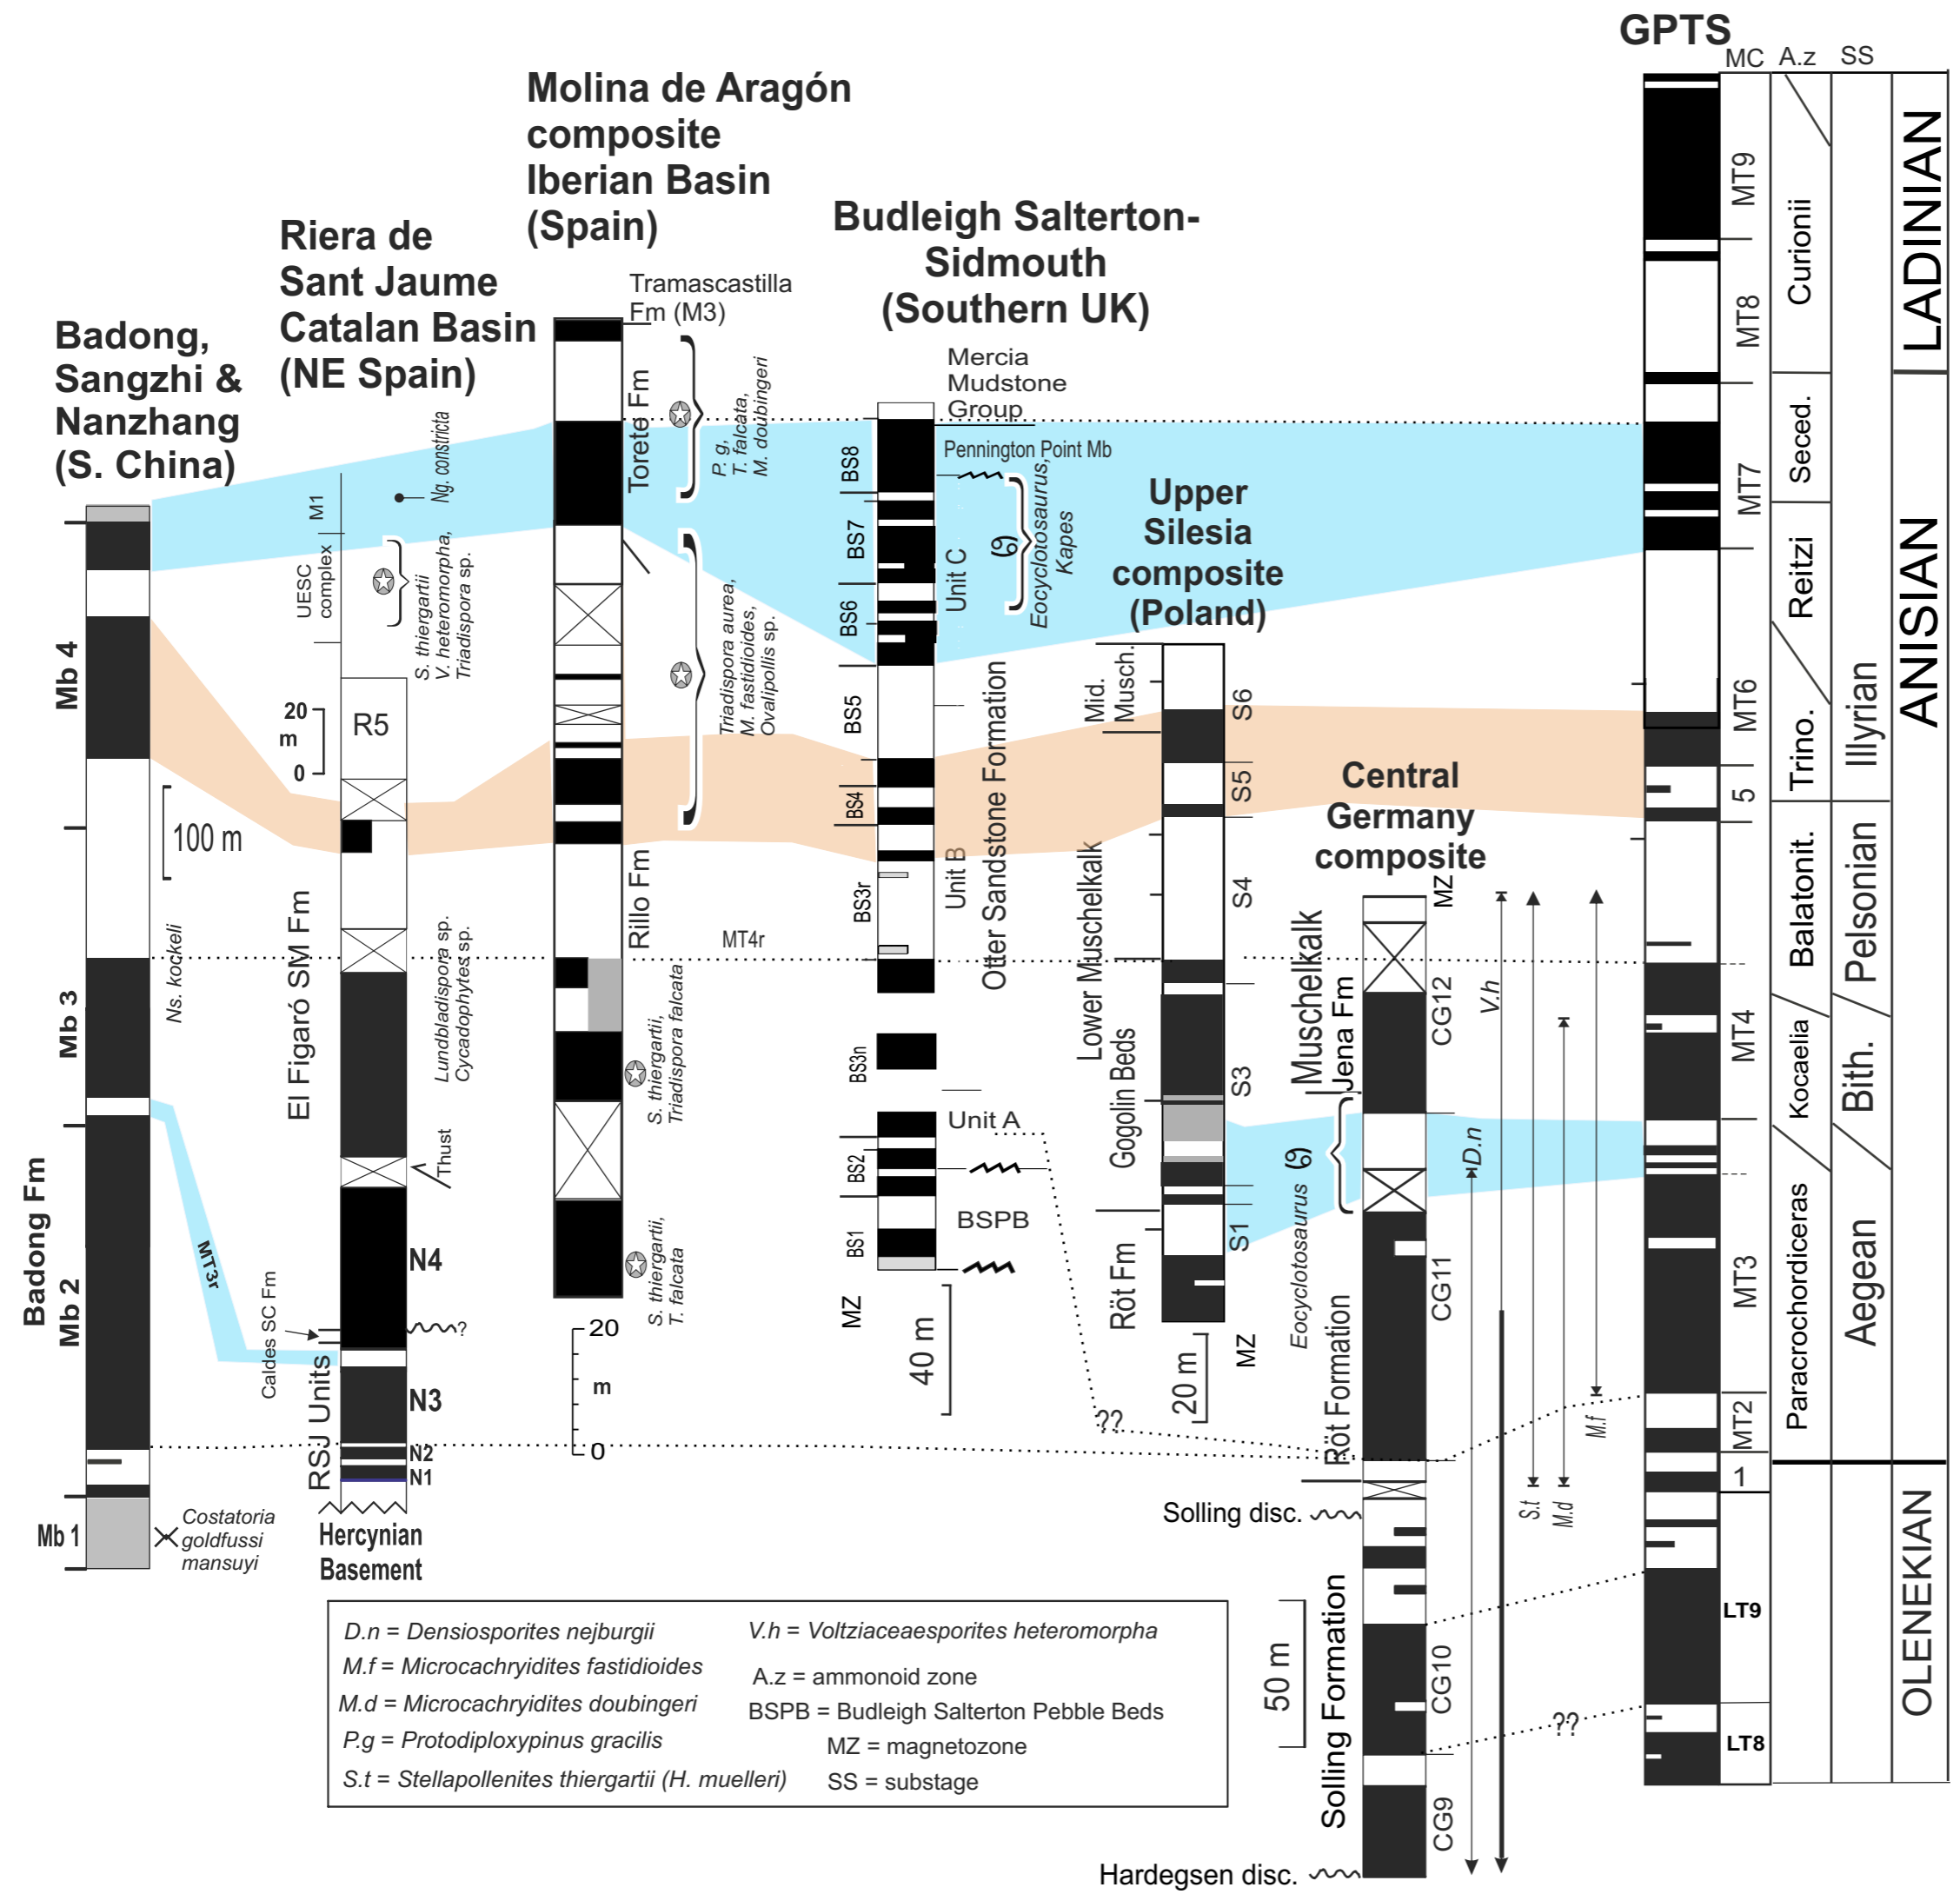 GPTS
MC A.z SS
Molina de Aragón
composite
Iberian Basin
(Spain)
Budleigh Salterton-
Sidmouth
(Southern UK)
Riera de
Sant Jaume
Catalan Basin
(NE Spain)
Badong,
Sangzhi &
Nanzhang
(S. China)
Upper
Silesia
composite
(Poland)
Central
Germany
composite
Mb 4
Mb 3
Mb 2
Mb 1
Badong Fm
100 m
Ns. kockeli
MT3r
Costatoria
goldfussi
mansuyi
M1
UESC
complex
Ng. constricta
S. thiergartii
V. heteromorpha,
Triadispora sp.
20
m
0
R5
El Figaró SM Fm
Lundbladispora sp.
Cycadophytes sp.
Thust
N4
?
Caldes SC Fm
RSJ Units
N3
N2
N1
Hercynian
Basement
Tramascastilla
Fm (M3)
Torete Fm
P. g,
T. falcata,
M. doubingeri
Triadispora aurea,
M. fastidioides,
Ovalipollis sp.
Rillo Fm
MT4r
S. thiergartii,
Triadispora falcata
S. thiergartii,
T. falcata
20
m
0
Mercia
Mudstone
Group
Pennington Point Mb
BS8
BS7
BS6
BS5
BS4
BS3r
BS3n
BS2
BS1
MZ
Unit C
Unit B
Unit A
BSPB
Otter Sandstone Formation
Eocyclotosaurus,
Kapes
40 m
??
Mid.
Musch.
Lower Muschelkalk
Gogolin Beds
Röt Fm
S6
S5
S4
S3
S1
MZ
20 m
MZ
Muschelkalk
Jena Fm
CG12
CG11
CG10
CG9
Eocyclotosaurus
Röt Formation
Solling disc.
Solling Formation
50 m
Hardegsen disc.
V.h
D.n
S.t
M.d
M.f
??
MT9
MT8
MT7
MT6
5
MT4
MT3
MT2
1
LT9
LT8
Curionii
Seced.
Reitzi
Trino.
Balatonit.
Kocaelia
Paracrochordiceras
Illyrian
Pelsonian
Bith.
Aegean
LADINIAN
ANISIAN
OLENEKIAN
D.n = Densiosporites nejburgii
M.f = Microcachryidites fastidioides
M.d = Microcachryidites doubingeri
P.g = Protodiploxypinus gracilis
S.t = Stellapollenites thiergartii (H. muelleri)
V.h = Voltziaceaesporites heteromorpha
A.z = ammonoid zone
BSPB = Budleigh Salterton Pebble Beds
MZ = magnetozone
SS = substage